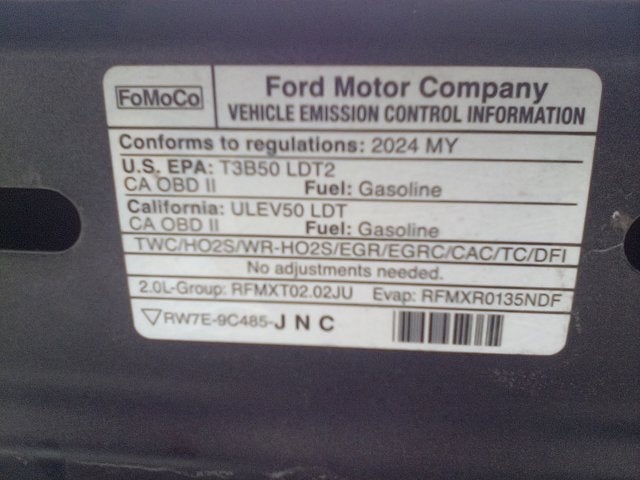 FoMoCo
Ford Motor Company
VEHICLE EMISSION CONTROL INFORMATION
Conforms to regulations: 2024 MY
U.S. EPA: T3B50 LDT2
CA OBD II Fuel: Gasoline
California: ULEV50 LDT
CA OBD II Fuel: Gasoline
TWC/HO2S/WR-HO2S/EGR/EGRC/CAC/TC/DFI
No adjustments needed.
2.0L-Group: RFMXT02.02JU Evap: RFMXR0135NDF
RW7E-9C485-JNC